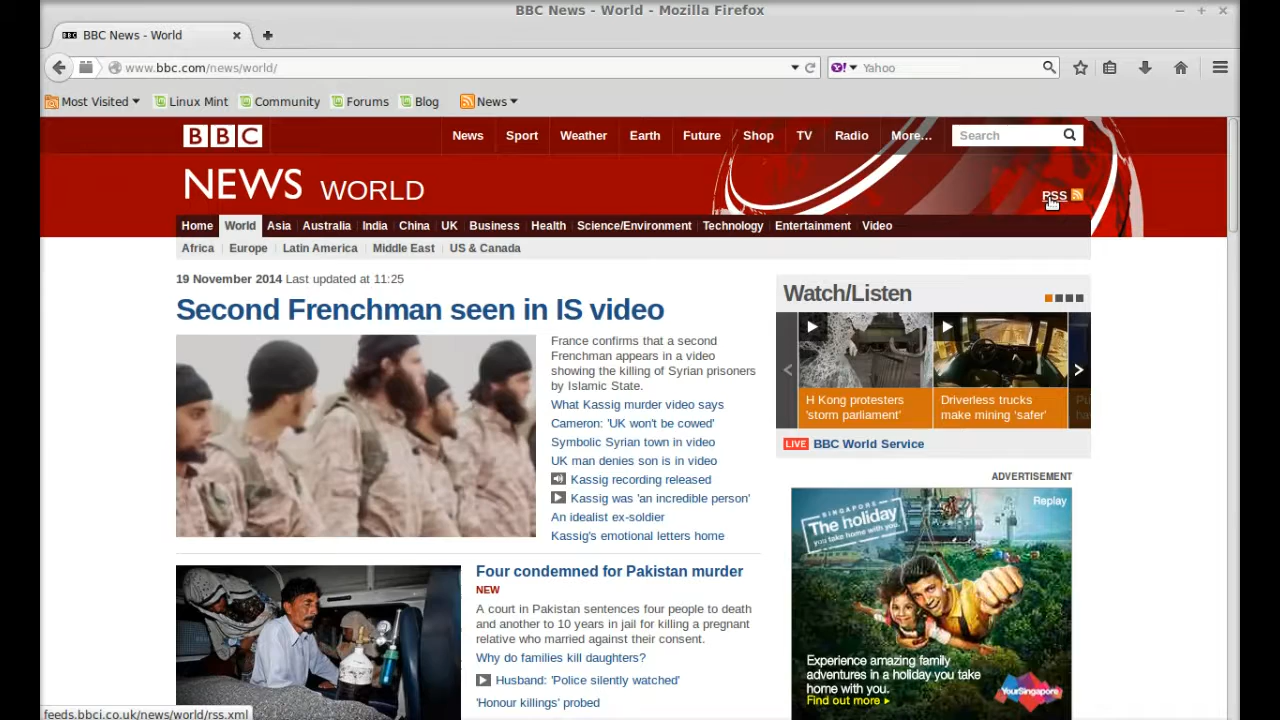 BBC News - World - Mozilla Firefox
BBC BBC News - World
www.bbc.com/news/world/
Yahoo
Most Visited Linux Mint Community Forums Blog News
BBC News Sport Weather Earth Future Shop TV Radio More... Search
NEWS WORLD
RSS
Home World Asia Australia India China UK Business Health Science/Environment Technology Entertainment Video
Africa Europe Latin America Middle East US & Canada
19 November 2014 Last updated at 11:25
Second Frenchman seen in IS video
France confirms that a second
Frenchman appears in a video
showing the killing of Syrian prisoners
by Islamic State.
What Kassig murder video says
Cameron: 'UK won't be cowed'
Symbolic Syrian town in video
UK man denies son is in video
Kassig recording released
Kassig was 'an incredible person'
An idealist ex-soldier
Kassig's emotional letters home
Four condemned for Pakistan murder
NEW
A court in Pakistan sentences four people to death
and another to 10 years in jail for killing a pregnant
relative who married against their consent.
Why do families kill daughters?
Husband: 'Police silently watched'
'Honour killings' probed
Watch/Listen
H Kong protesters
'storm parliament'
Driverless trucks
make mining 'safer'
LIVE BBC World Service
ADVERTISEMENT
Replay
SINGAPORE
The holiday
you take home with you.
Experience amazing family
adventures in a holiday you take
home with you.
Find out more
YourSingapore
feeds.bbci.co.uk/news/world/rss.xml